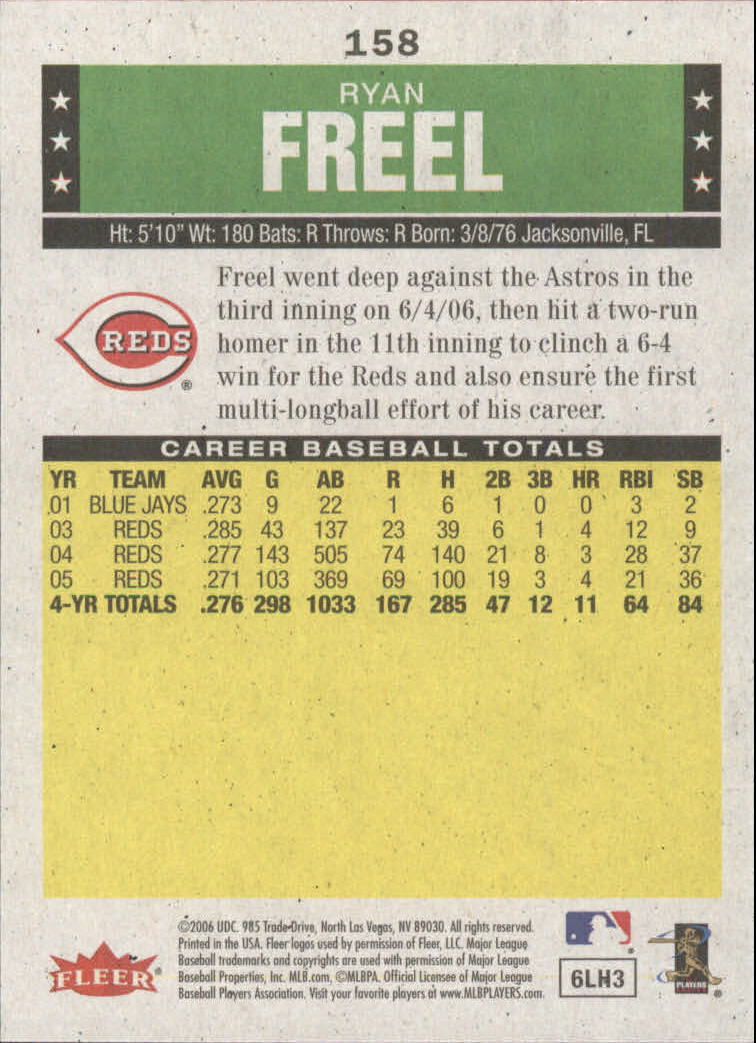 158
RYAN
FREEL
Ht: 5'10" Wt: 180 Bats: R Throws: R Born: 3/8/76 Jacksonville, FL
Freel went deep against the Astros in the
third inning on 6/4/06, then hit a two-run
homer in the 11th inning to clinch a 6-4
win for the Reds and also ensure the first
multi-longball effort of his career.
REDS
®
CAREER BASEBALL TOTALS
YR TEAM AVG G AB R H 2B 3B HR RBI SB
01 BLUE JAYS .273 9 22 1 6 1 0 0 3 2
03 REDS .285 43 137 23 39 6 1 4 12 9
04 REDS .277 143 505 74 140 21 8 3 28 37
05 REDS .271 103 369 69 100 19 3 4 21 36
4-YR TOTALS .276 298 1033 167 285 47 12 11 64 84
©2006 UDC. 985 Trade Drive, North Las Vegas, NV 89030. All rights reserved.
Printed in the USA. Fleer logos used by permission of Fleer, LLC. Major League
Baseball trademarks and copyrights are used with permission of Major League
Baseball Properties, Inc. MLB.com. ©MLBPA. Official Licensee of Major League
Baseball Players Association. Visit your favorite players at www.MLBPLAYERS.com.
FLEER®
6LH3
PLAYERS
®